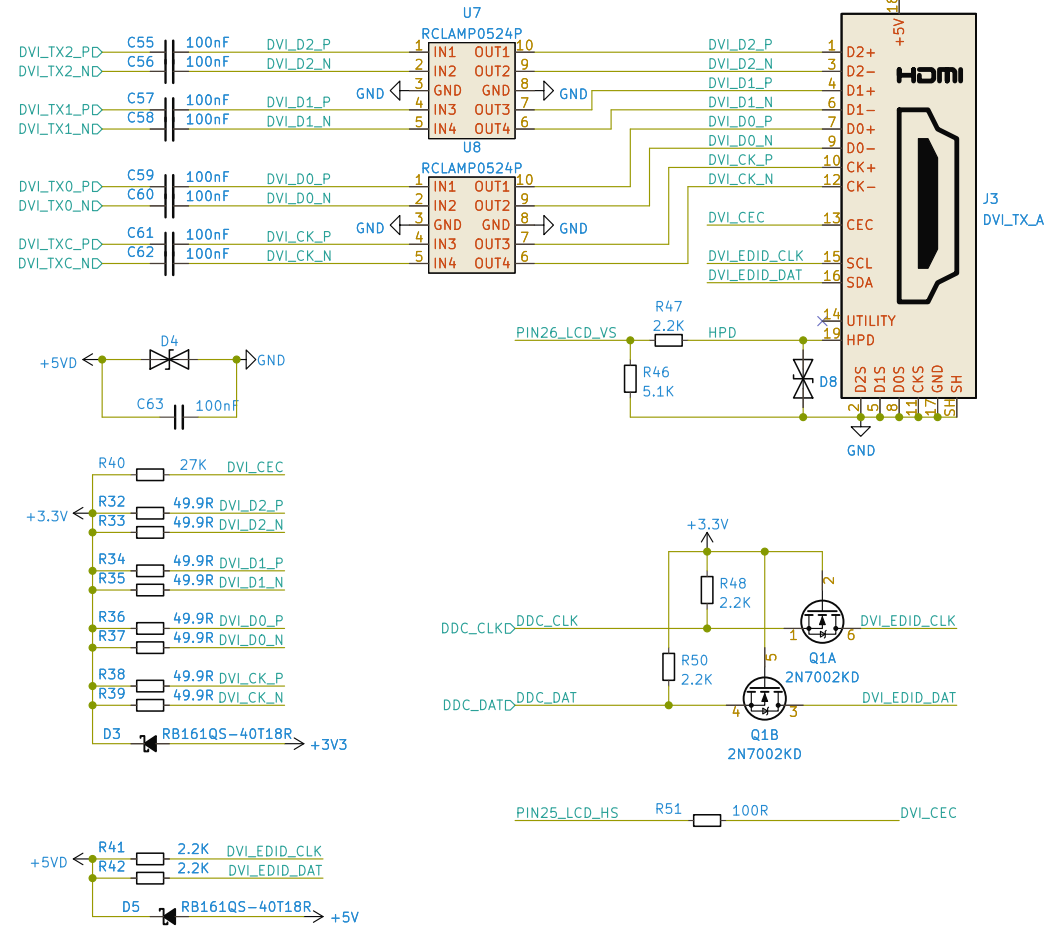 U7
RCLAMP0524P
18
+5V
DVI_TX2_P C55 100nF DVI_D2_P 1 IN1 OUT1 10 DVI_D2_P 1 D2+
DVI_TX2_N C56 100nF DVI_D2_N 2 IN2 OUT2 9 DVI_D2_N 3 D2-
GND 3 GND GND 8 GND DVI_D1_P 4 D1+
HDMI
DVI_TX1_P C57 100nF DVI_D1_P 4 IN3 OUT3 7 DVI_D1_N 6 D1-
DVI_TX1_N C58 100nF DVI_D1_N 5 IN4 OUT4 6 DVI_D0_P 7 D0+
U8
DVI_D0_N 9 D0-
RCLAMP0524P
DVI_CK_P 10 CK+
DVI_TX0_P C59 100nF DVI_D0_P 1 IN1 OUT1 10 DVI_CK_N 12 CK-
DVI_TX0_N C60 100nF DVI_D0_N 2 IN2 OUT2 9
J3
DVI_TX_A
GND 3 GND GND 8 GND DVI_CEC 13 CEC
DVI_TXC_P C61 100nF DVI_CK_P 4 IN3 OUT3 7
DVI_TXC_N C62 100nF DVI_CK_N 5 IN4 OUT4 6 DVI_EDID_CLK 15 SCL
DVI_EDID_DAT 16 SDA
R47
2.2K
14 UTILITY
PIN26_LCD_VS HPD 19 HPD
R46
5.1K
D8
D2S D1S D0S CKS GND SH
2 5 8 11 17 SH
GND
D4
+5VD GND
C63 100nF
R40 27K DVI_CEC
+3.3V
R32 49.9R DVI_D2_P
R33 49.9R DVI_D2_N
R34 49.9R DVI_D1_P
R35 49.9R DVI_D1_N
R36 49.9R DVI_D0_P
R37 49.9R DVI_D0_N
R38 49.9R DVI_CK_P
R39 49.9R DVI_CK_N
D3 RB161QS-40T18R +3V3
+3.3V
R48
2.2K
2
DDC_CLK DDC_CLK 1 6 DVI_EDID_CLK
Q1A
2N7002KD
R50
2.2K
5
DDC_DAT DDC_DAT 4 3 DVI_EDID_DAT
Q1B
2N7002KD
PIN25_LCD_HS R51 100R DVI_CEC
+5VD
R41 2.2K DVI_EDID_CLK
R42 2.2K DVI_EDID_DAT
D5 RB161QS-40T18R +5V